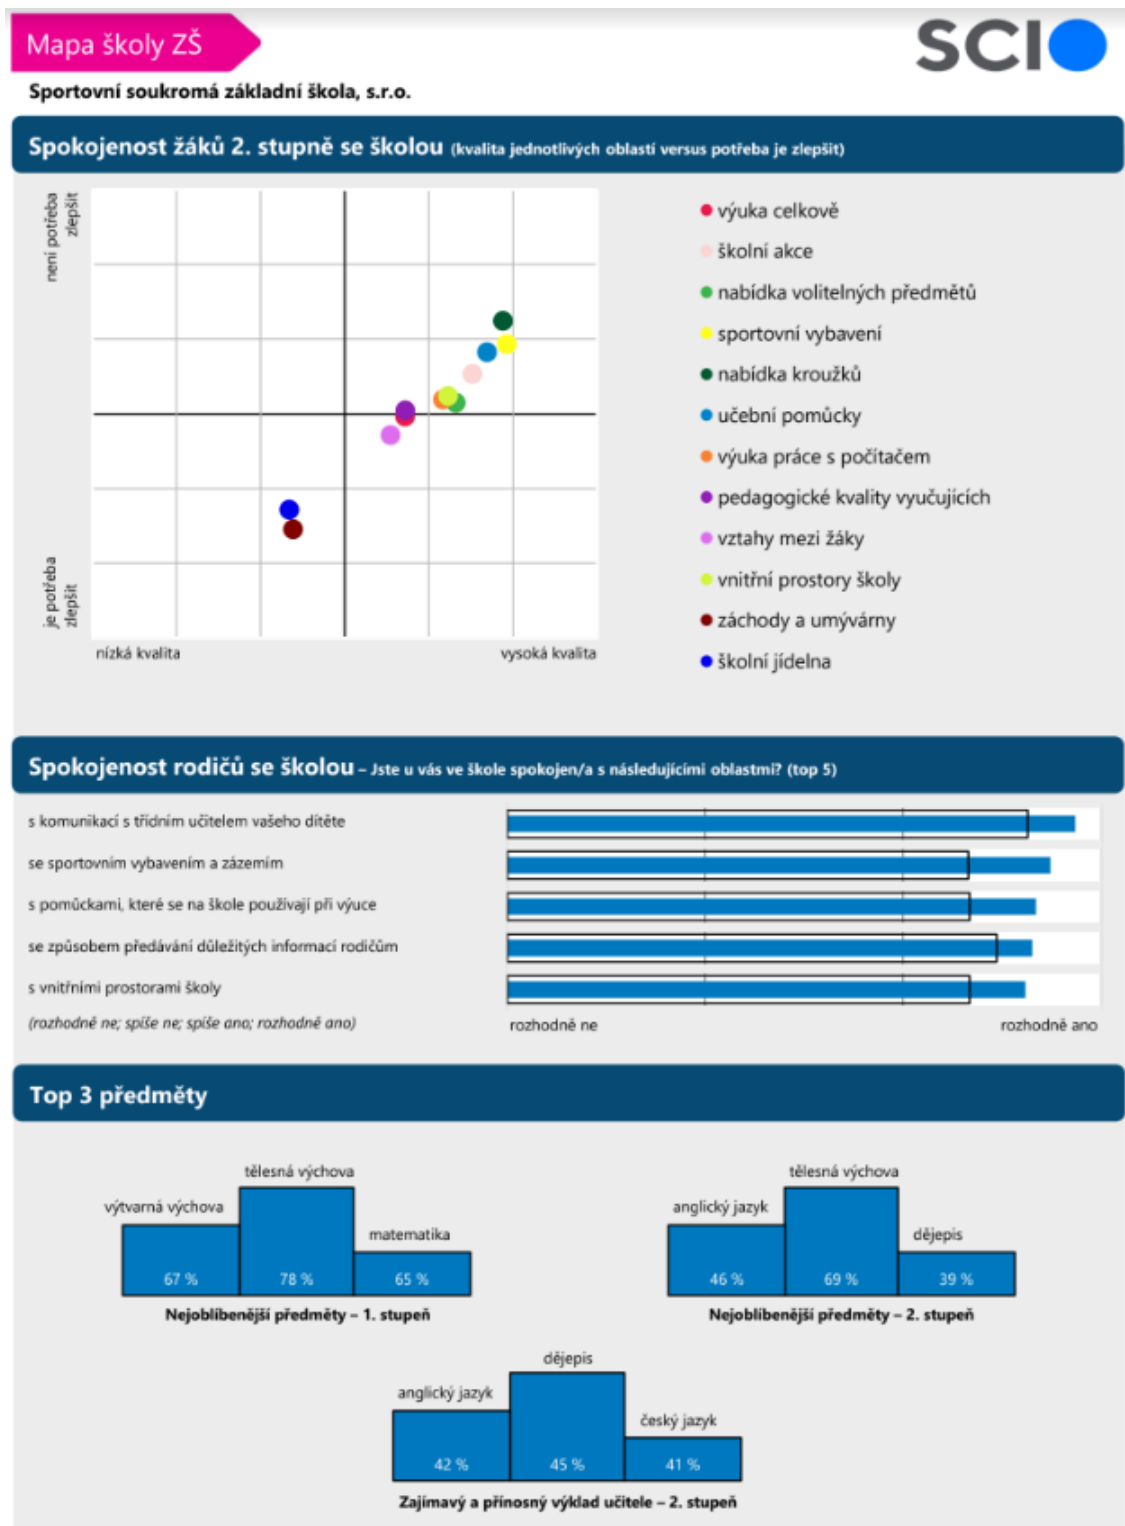 Mapa školy ZŠ
SCIO
Sportovní soukromá základní škola, s.r.o.
Spokojenost žáků 2. stupně se školou (kvalita jednotlivých oblastí versus potřeba je zlepšit)
není potřeba
zlepšit
je potřeba
zlepšit
nízká kvalita
vysoká kvalita
výuka celkově
školní akce
nabídka volitelných předmětů
sportovní vybavení
nabídka kroužků
učební pomůcky
výuka práce s počítačem
pedagogické kvality vyučujících
vztahy mezi žáky
vnitřní prostory školy
záchody a umývárny
školní jídelna
Spokojenost rodičů se školou – Jste u vás ve škole spokojen/a s následujícími oblastmi? (top 5)
s komunikací s třídním učitelem vašeho dítěte
se sportovním vybavením a zázemím
s pomůckami, které se na škole používají při výuce
se způsobem předávání důležitých informací rodičům
s vnitřními prostorami školy
(rozhodně ne; spíše ne; spíše ano; rozhodně ano)
rozhodně ne
rozhodně ano
Top 3 předměty
tělesná výchova
výtvarná výchova
matematika
67 %
78 %
65 %
Nejoblíbenější předměty – 1. stupeň
tělesná výchova
anglický jazyk
dějepis
46 %
69 %
39 %
Nejoblíbenější předměty – 2. stupeň
dějepis
anglický jazyk
český jazyk
42 %
45 %
41 %
Zajímavý a přínosný výklad učitele – 2. stupeň